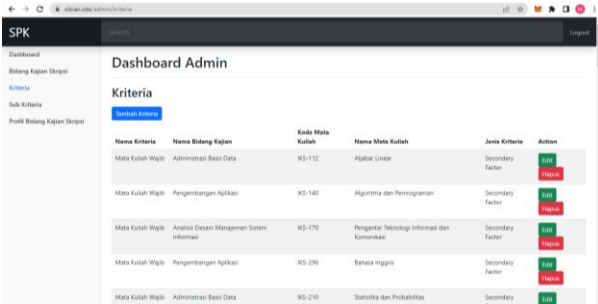 sibian.site/admin/kriteria
SPK
Search
Logout
Dashboard
Bidang Kajian Skripsi
Kriteria
Sub Kriteria
Profil Bidang Kajian Skripsi
Dashboard Admin
Kriteria
Tambah Kriteria
Nama Kriteria Nama Bidang Kajian Kode Mata Kuliah Nama Mata Kuliah Jenis Kriteria Action
Mata Kuliah Wajib Administrasi Basis Data IKS-112 Aljabar Linear Secondary Factor Edit Hapus
Mata Kuliah Wajib Pengembangan Aplikasi IKS-140 Algoritma dan Pemrograman Secondary Factor Edit Hapus
Mata Kuliah Wajib Analisis Desain Manajemen Sistem Informasi IKS-170 Pengantar Teknologi Informasi dan Komunikasi Secondary Factor Edit Hapus
Mata Kuliah Wajib Pengembangan Aplikasi IKS-296 Bahasa Inggris Secondary Factor Edit Hapus
Mata Kuliah Wajib Administrasi Basis Data IKS-210 Statistika dan Probabilitas Secondary Edit